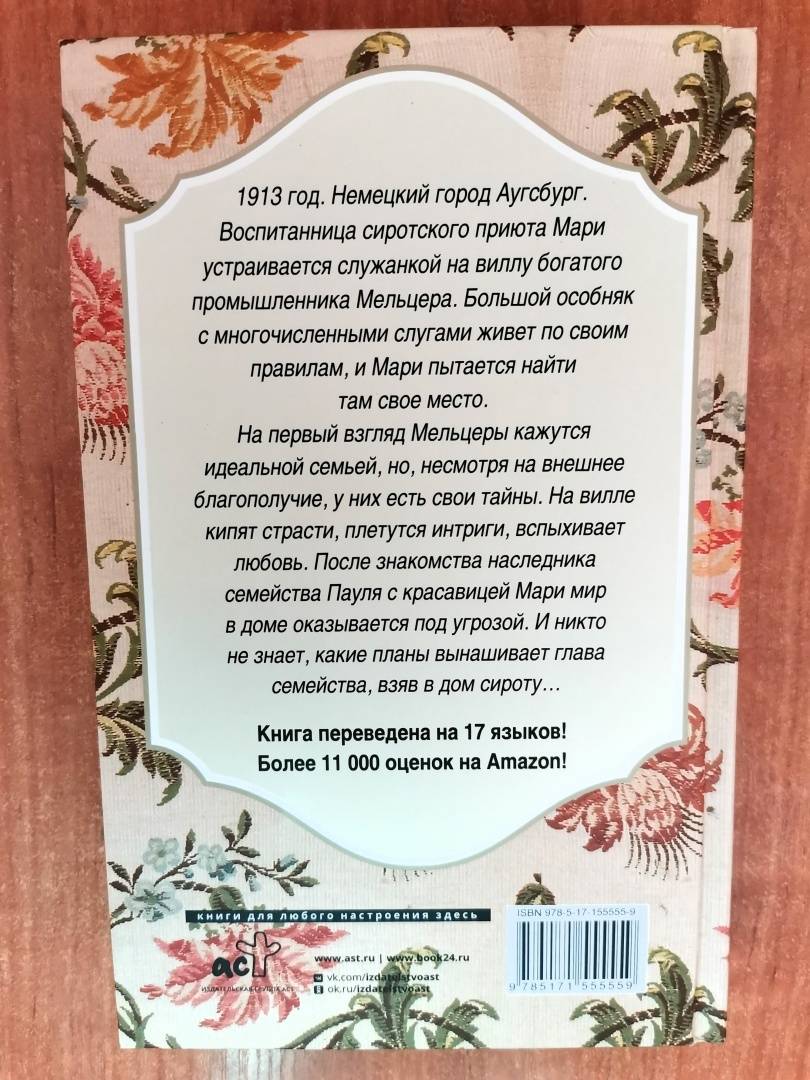 1913 год. Немецкий город Аугсбург.
Воспитанница сиротского приюта Мари
устраивается служанкой на виллу богатого
промышленника Мельцера. Большой особняк
с многочисленными слугами живет по своим
правилам, и Мари пытается найти
там свое место.
На первый взгляд Мельцеры кажутся
идеальной семьей, но, несмотря на внешнее
благополучие, у них есть свои тайны. На вилле
кипят страсти, плетутся интриги, вспыхивает
любовь. После знакомства наследника
семейства Пауля с красавицей Мари мир
в доме оказывается под угрозой. И никто
не знает, какие планы вынашивает глава
семейства, взяв в дом сироту…
Книга переведена на 17 языков!
Более 11 000 оценок на Amazon!
книги для любого настроения здесь
аст
ИЗДАТЕЛЬСКАЯ ГРУППА АСТ
www.ast.ru | www.book24.ru
vk.com/izdatelstvoast
ok.ru/izdatelstvoast
ISBN 978-5-17-155555-9
9 785171 555559